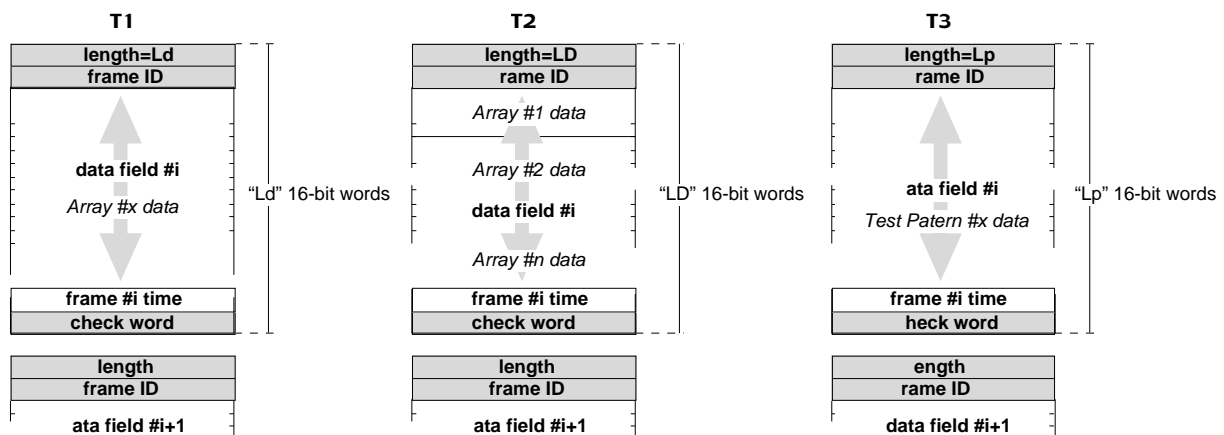 T1
length=Ld
frame ID
data field #i
Array #x data
“Ld” 16-bit words
frame #i time
check word
length
frame ID
ata field #i+1
T2
length=LD
rame ID
Array #1 data
Array #2 data
data field #i
Array #n data
“LD” 16-bit words
frame #i time
check word
length
frame ID
ata field #i+1
T3
length=Lp
rame ID
ata field #i
Test Patern #x data
“Lp” 16-bit words
frame #i time
heck word
ength
rame ID
data field #i+1